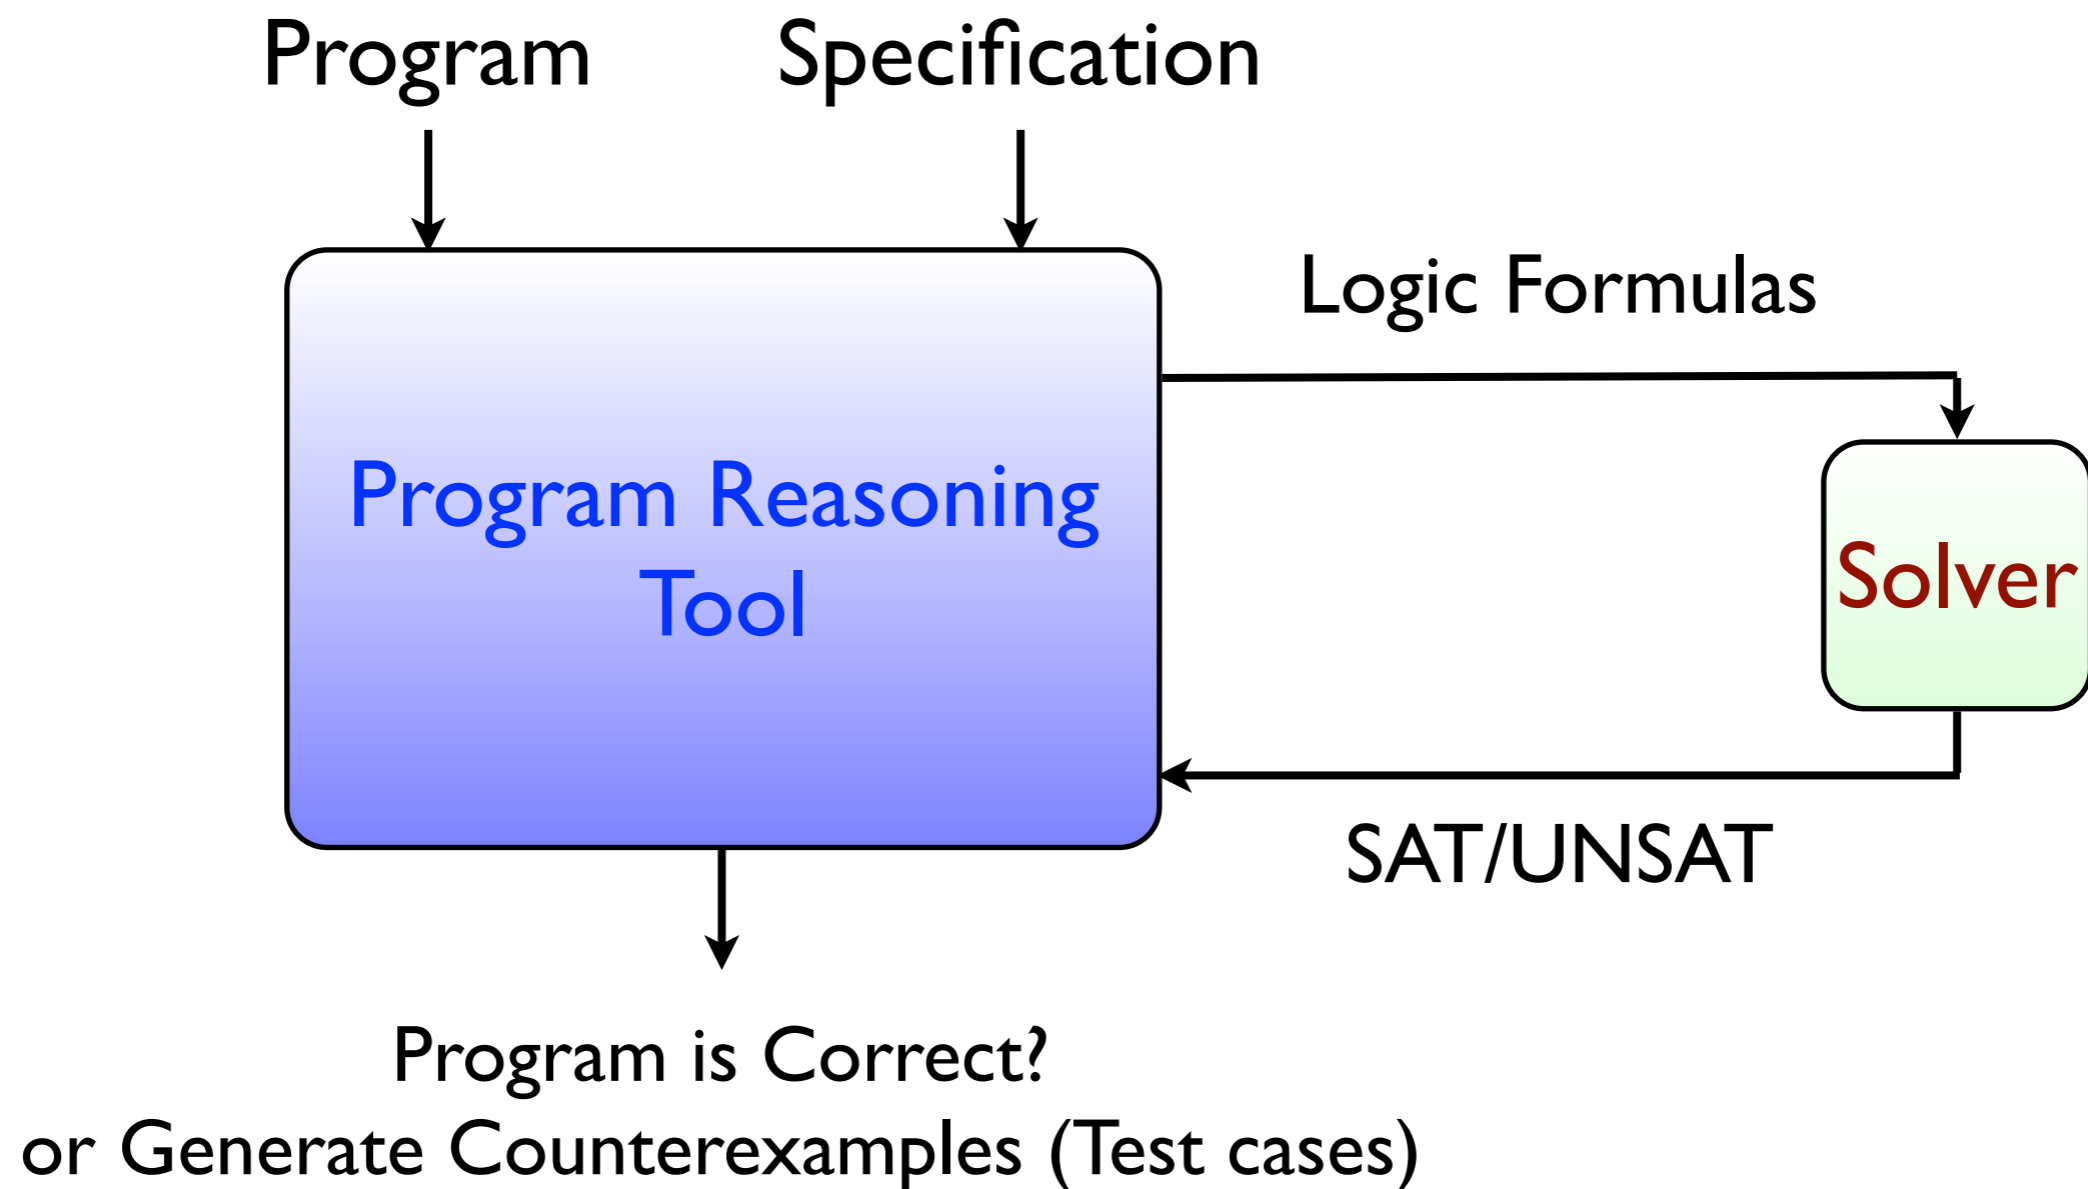 Program
Specification
Logic Formulas
Program Reasoning
Tool
Solver
SAT/UNSAT
Program is Correct?
or Generate Counterexamples (Test cases)